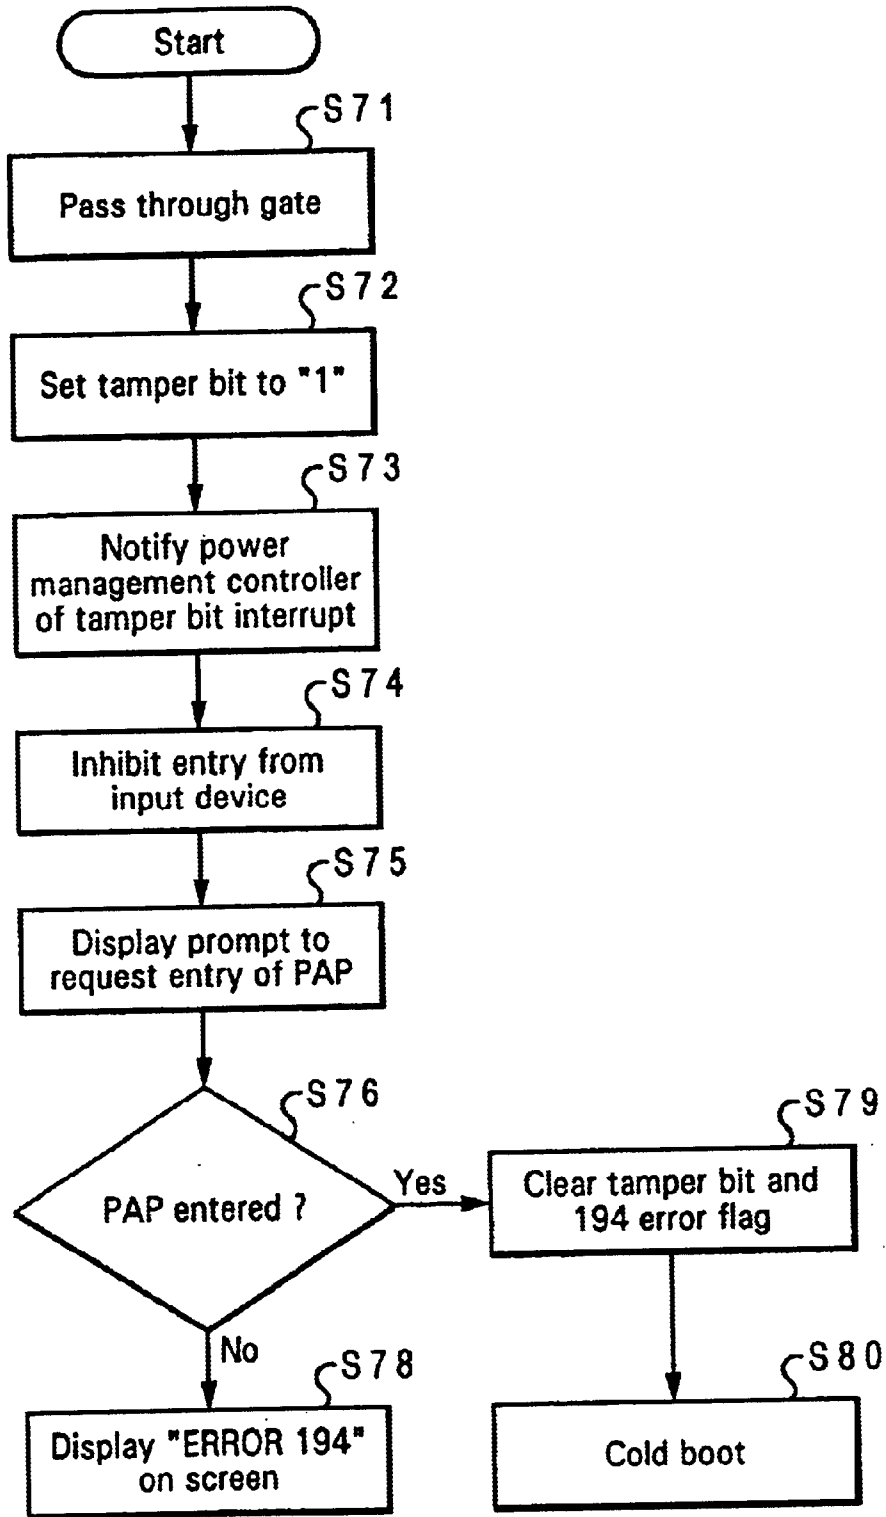 Start
S71
Pass through gate
S72
Set tamper bit to "1"
S73
Notify power
management controller
of tamper bit interrupt
S74
Inhibit entry from
input device
S75
Display prompt to
request entry of PAP
S76
PAP entered ?
Yes
S79
Clear tamper bit and
194 error flag
No
S78
Display "ERROR 194"
on screen
S80
Cold boot